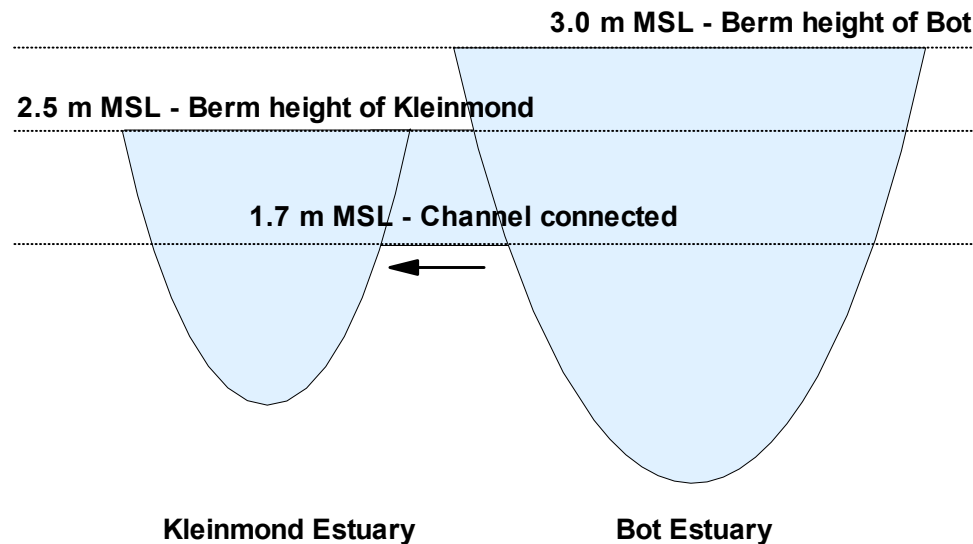 3.0 m MSL - Berm height of Bot
2.5 m MSL - Berm height of Kleinmond
1.7 m MSL - Channel connected
Kleinmond Estuary
Bot Estuary